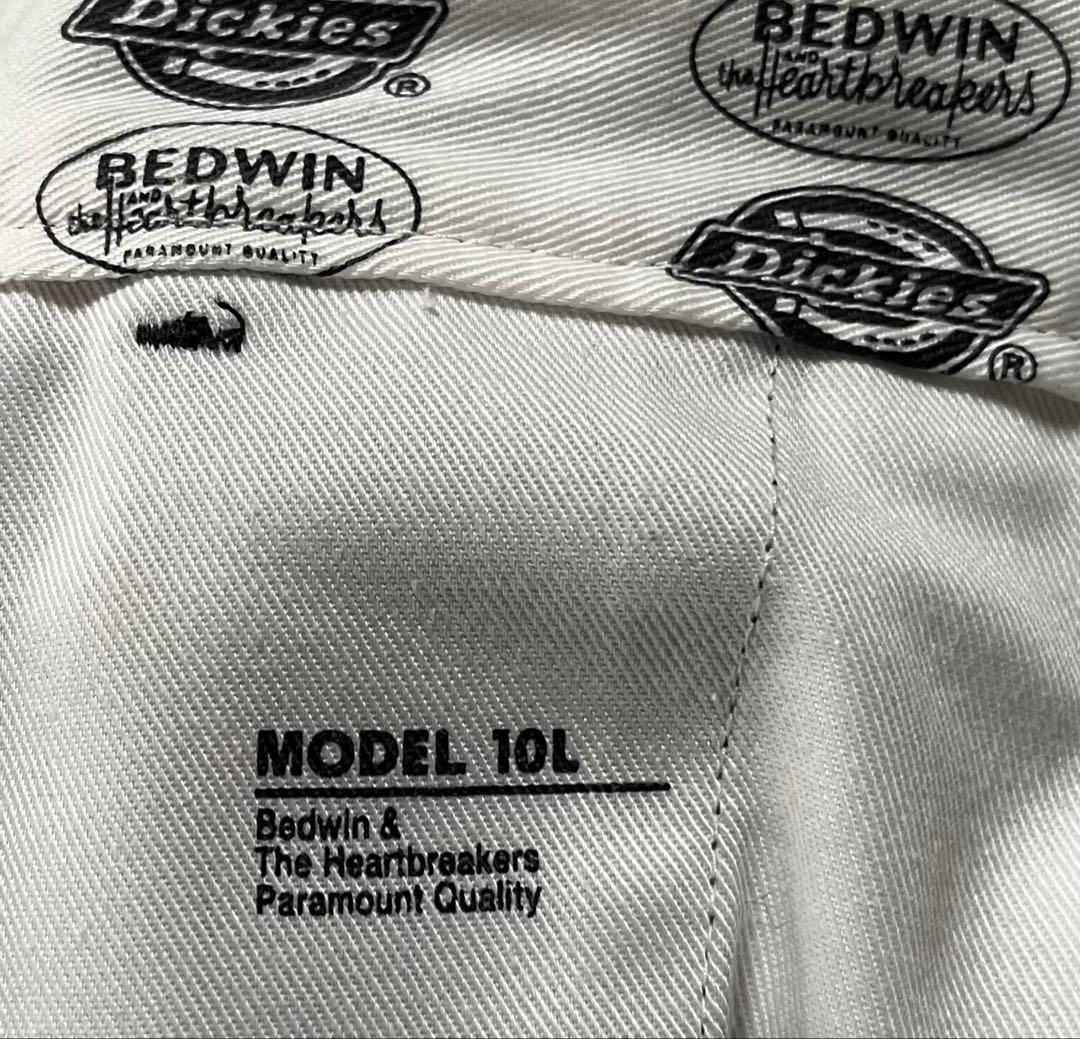 Dickies
®
BEDWIN
AND
the Heartbreakers
PARAMOUNT QUALITY
BEDWIN
AND
the Heartbreakers
PARAMOUNT QUALITY
Dickies
®
MODEL 10L
Bedwin &
The Heartbreakers
Paramount Quality